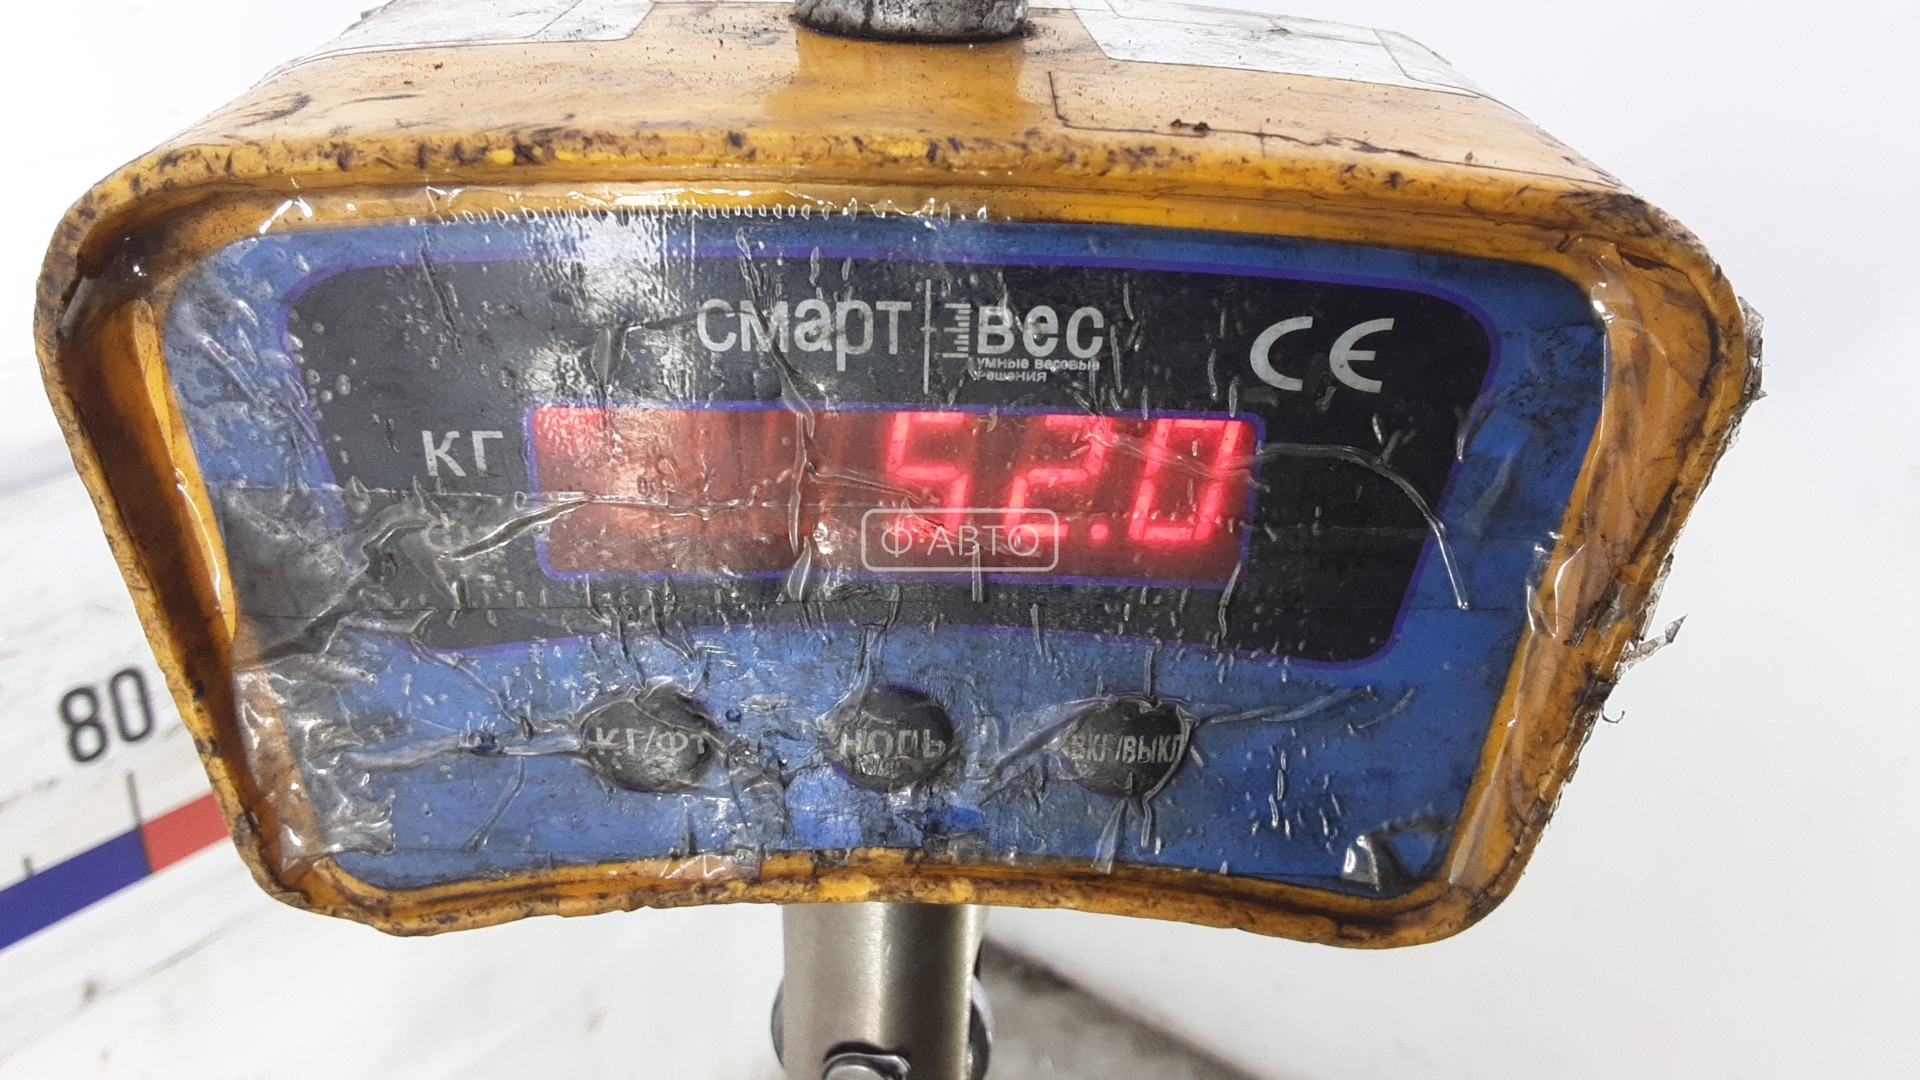 смарт вес
умные весовые
решения
CE
кг
52.0
Ф-АВТО
80
КГ/ФТ
НОЛЬ
ВКЛ/ВЫКЛ